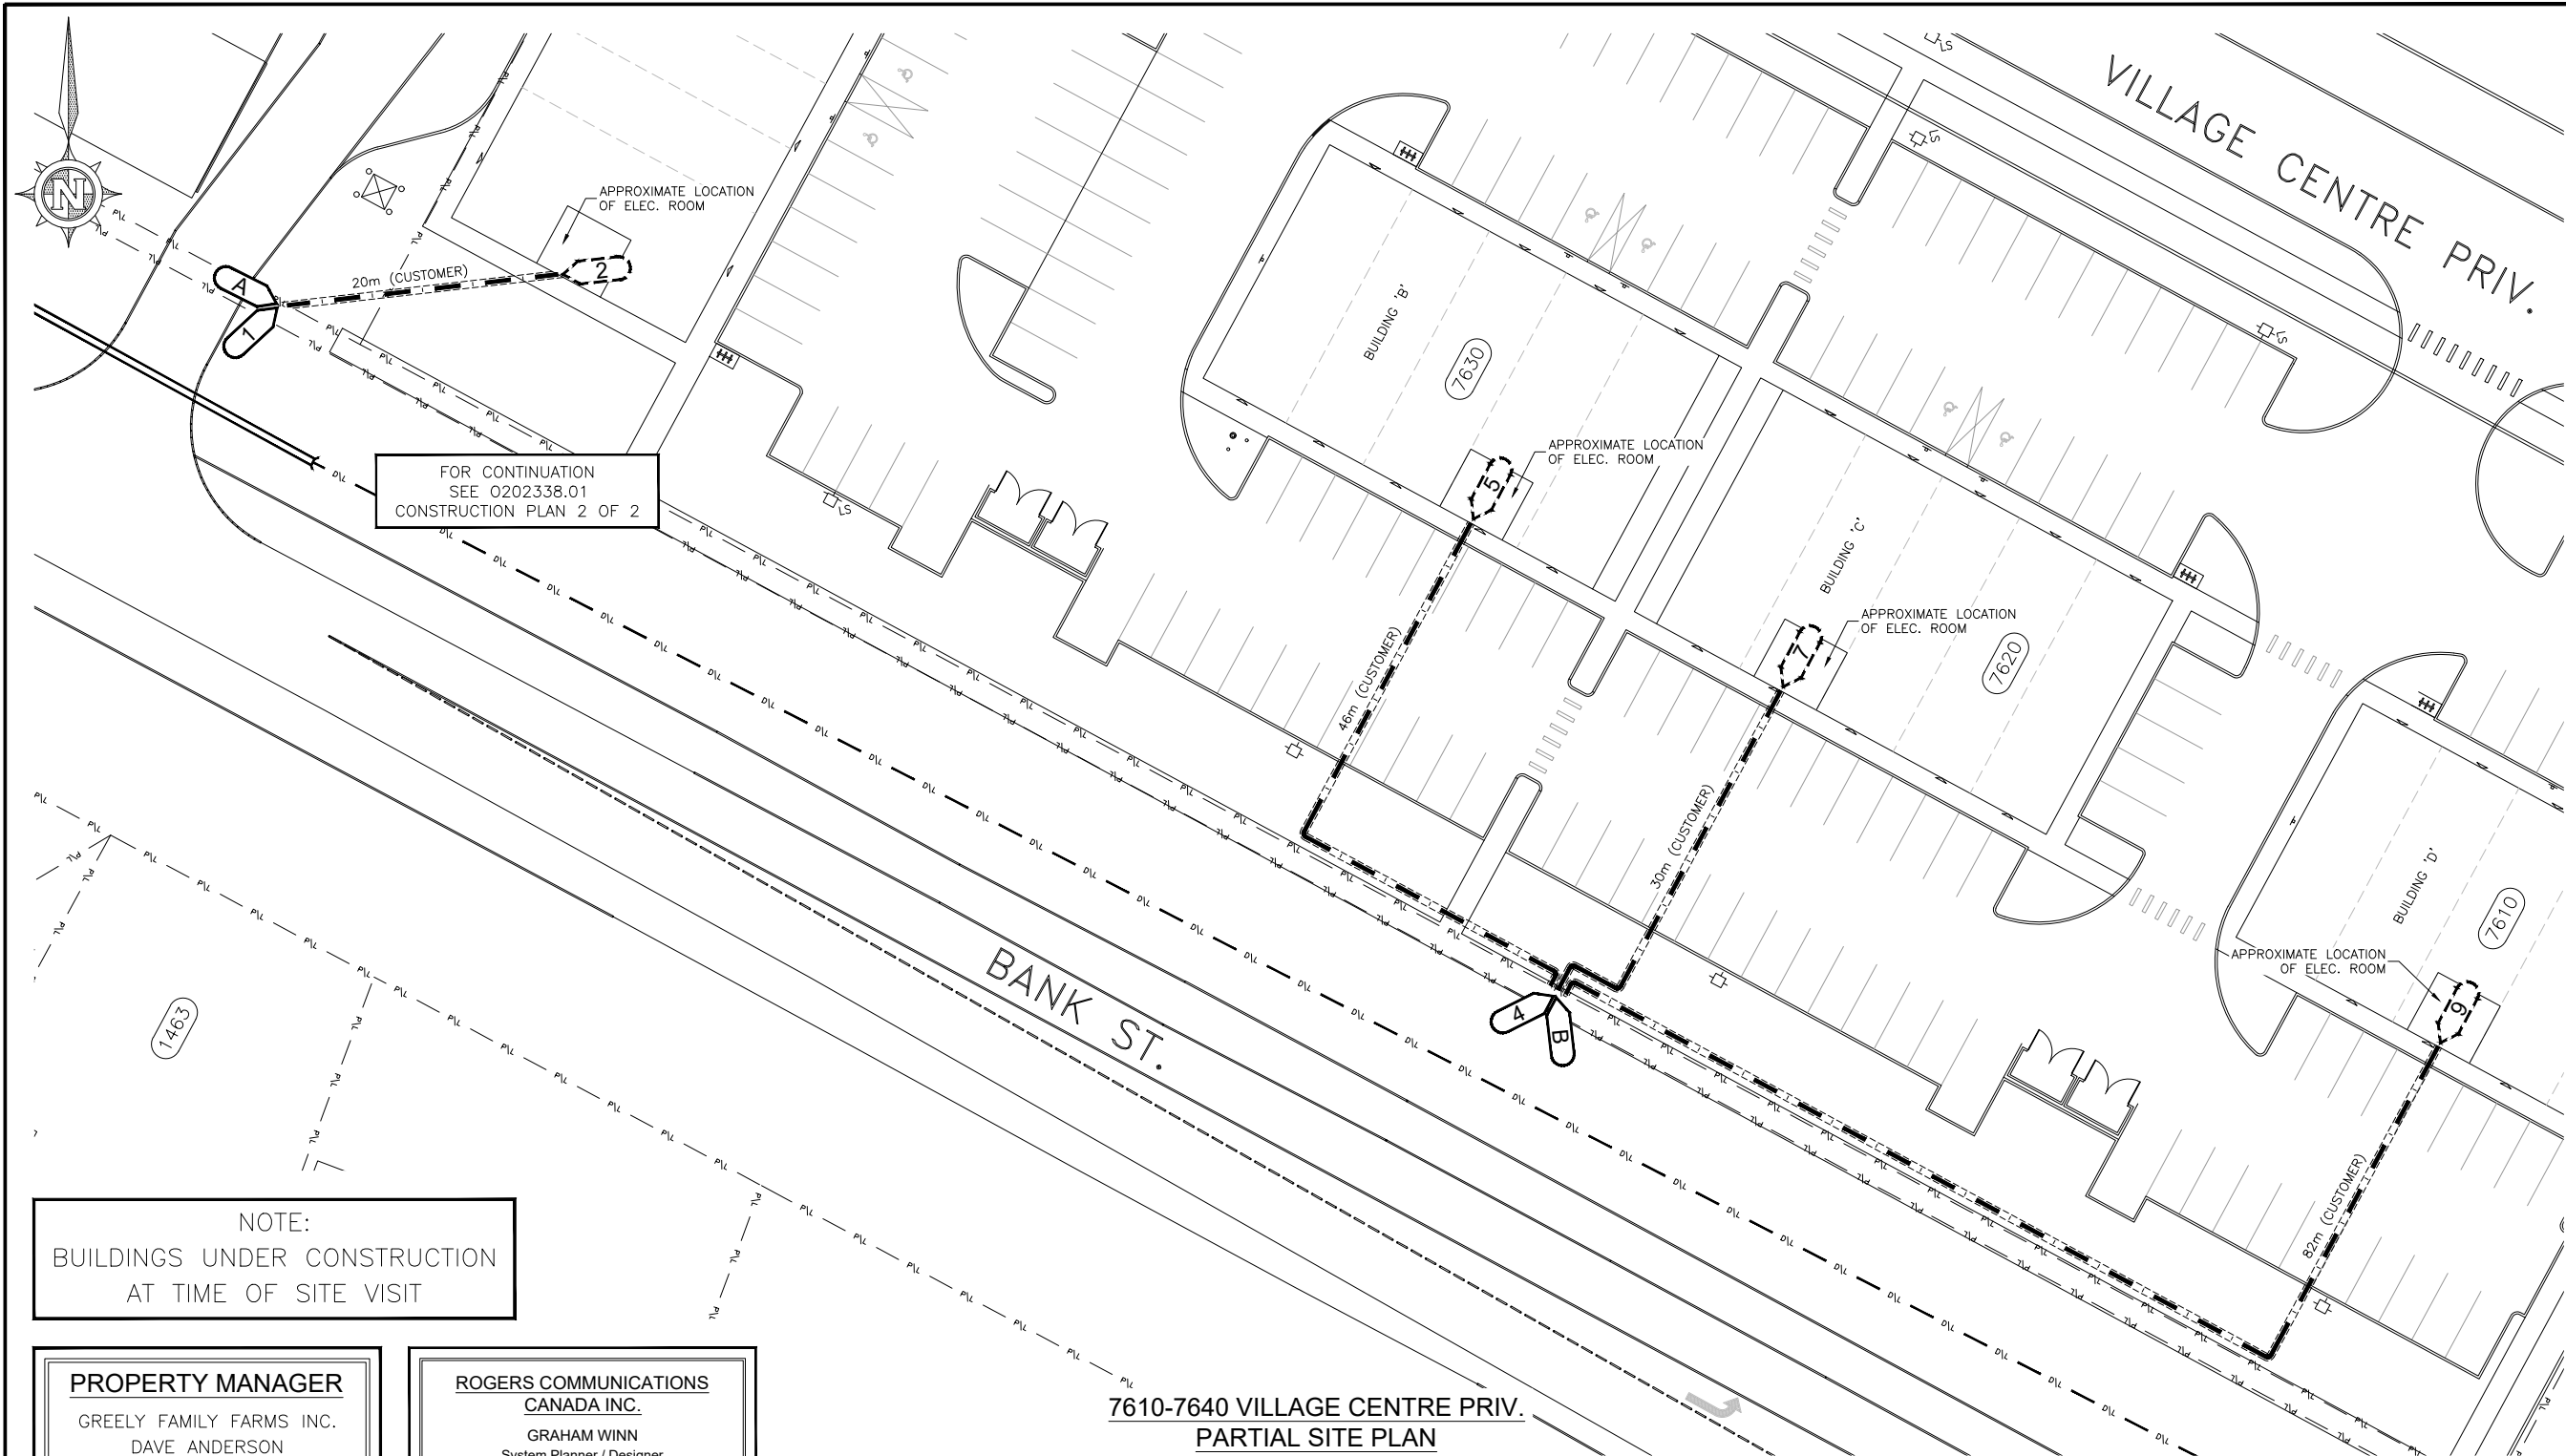 N
VILLAGE CENTRE PRIV.
LS
LS
LS
APPROXIMATE LOCATION
OF ELEC. ROOM
A
1
20m (CUSTOMER)
2
BUILDING 'B'
7630
FOR CONTINUATION
SEE 0202338.01
CONSTRUCTION PLAN 2 OF 2
LS
5
APPROXIMATE LOCATION
OF ELEC. ROOM
46m (CUSTOMER)
BUILDING 'C'
7620
7
APPROXIMATE LOCATION
OF ELEC. ROOM
30m (CUSTOMER)
4
B
BUILDING 'D'
7610
APPROXIMATE LOCATION
OF ELEC. ROOM
9
82m (CUSTOMER)
BANK ST.
1463
P\L
NOTE:
BUILDINGS UNDER CONSTRUCTION
AT TIME OF SITE VISIT
PROPERTY MANAGER
GREELY FAMILY FARMS INC.
DAVE ANDERSON
ROGERS COMMUNICATIONS
CANADA INC.
GRAHAM WINN
System Planner / Designer
7610-7640 VILLAGE CENTRE PRIV.
PARTIAL SITE PLAN